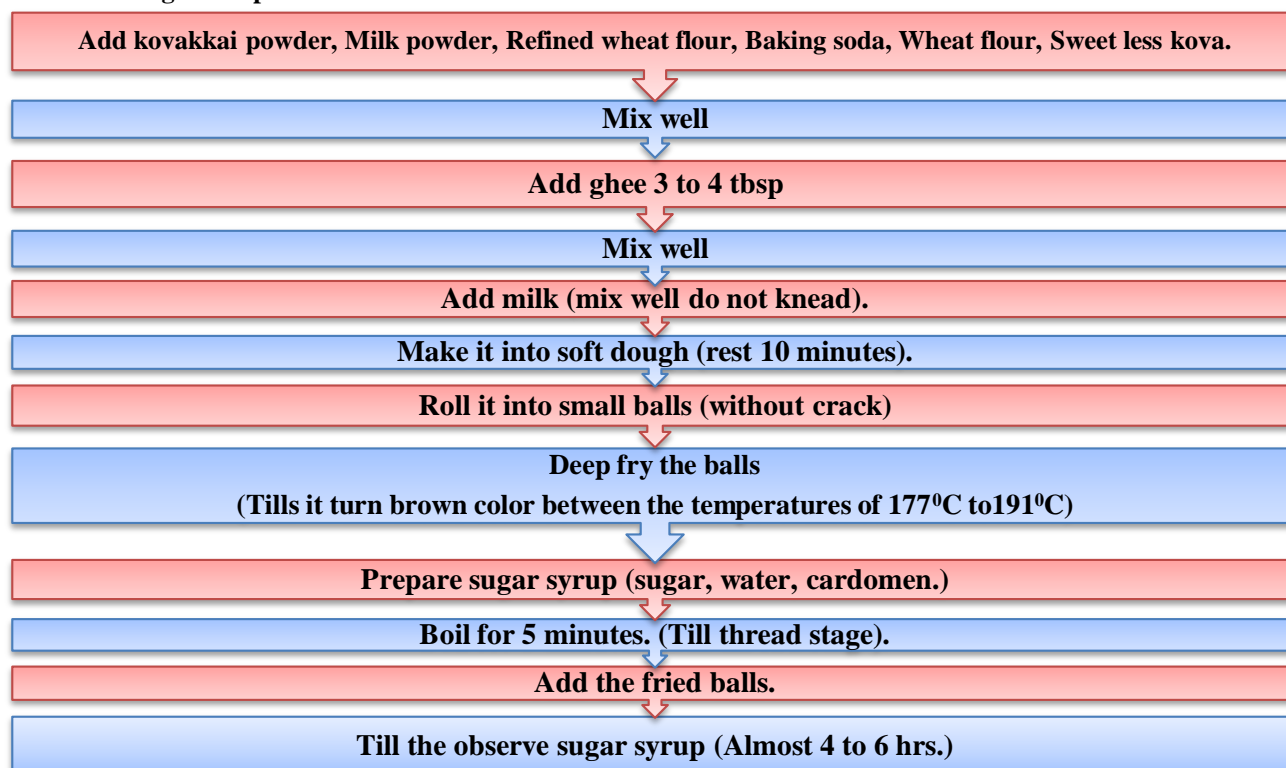 Add kovakkai powder, Milk powder, Refined wheat flour, Baking soda, Wheat flour, Sweet less kova.
Mix well
Add ghee 3 to 4 tbsp
Mix well
Add milk (mix well do not knead).
Make it into soft dough (rest 10 minutes).
Roll it into small balls (without crack)
Deep fry the balls
(Tills it turn brown color between the temperatures of 177⁰C to191⁰C)
Prepare sugar syrup (sugar, water, cardomen.)
Boil for 5 minutes. (Till thread stage).
Add the fried balls.
Till the observe sugar syrup (Almost 4 to 6 hrs.)